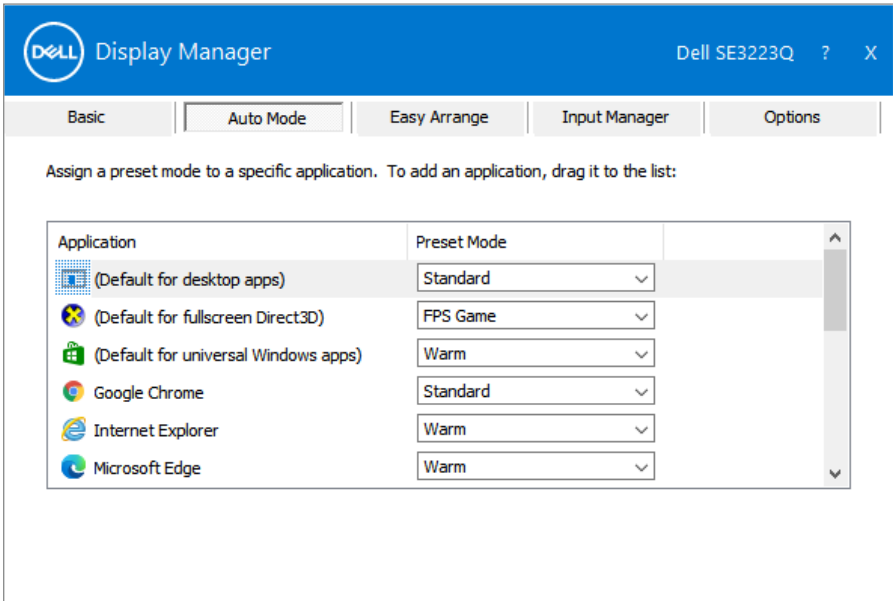 DELL Display Manager Dell SE3223Q ? X
Basic Auto Mode Easy Arrange Input Manager Options
Assign a preset mode to a specific application. To add an application, drag it to the list:
Application Preset Mode
(Default for desktop apps) Standard
(Default for fullscreen Direct3D) FPS Game
(Default for universal Windows apps) Warm
Google Chrome Standard
Internet Explorer Warm
Microsoft Edge Warm